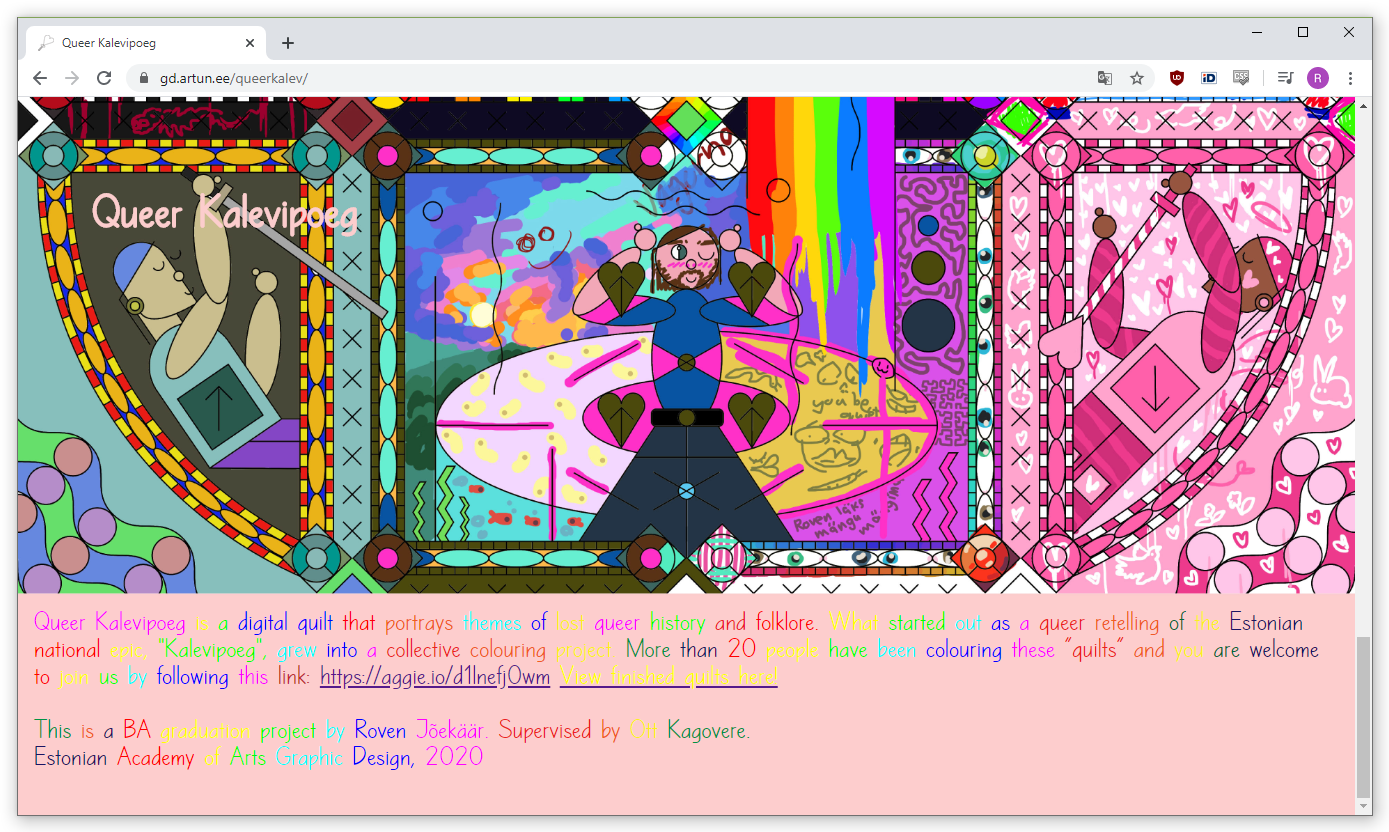 Queer Kalevipoeg
gd.artun.ee/queerkalev/
UO
iD
CSS
R
Queer Kalevipoeg
you be
quilt
Roven läks
mängu
Queer Kalevipoeg is a digital quilt that portrays themes of lost queer history and folklore. What started out as a queer retelling of the Estonian
national epic, "Kalevipoeg", grew into a collective colouring project. More than 20 people have been colouring these "quilts" and you are welcome
to join us by following this link: https://aggie.io/d1lnefj0wm View finished quilts here!
This is a BA graduation project by Roven Jõekäär. Supervised by Ott Kagovere.
Estonian Academy of Arts Graphic Design, 2020